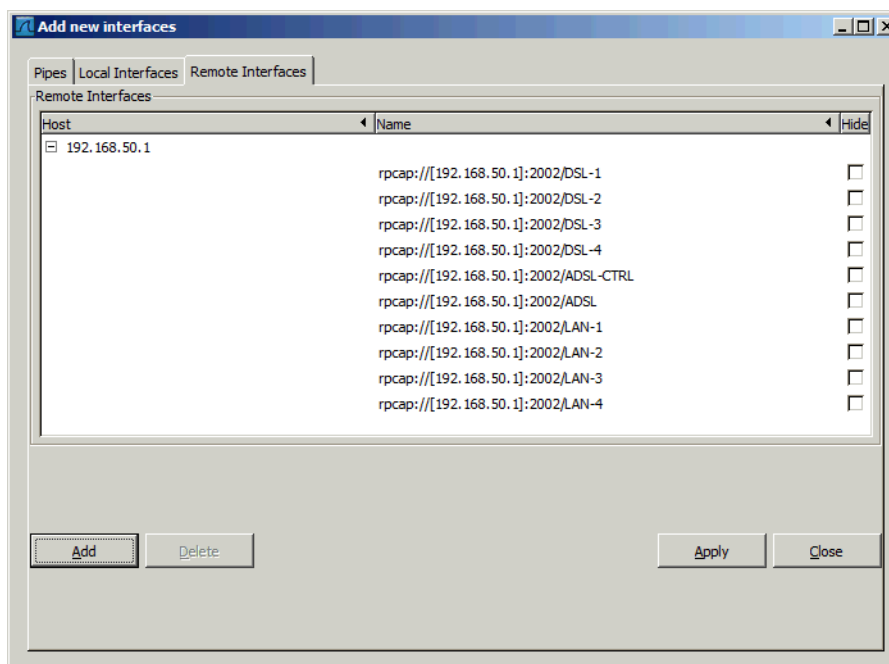 Add new interfaces
Pipes Local Interfaces Remote Interfaces
Remote Interfaces
Host Name Hide
192.168.50.1
rpcap://[192.168.50.1]:2002/DSL-1
rpcap://[192.168.50.1]:2002/DSL-2
rpcap://[192.168.50.1]:2002/DSL-3
rpcap://[192.168.50.1]:2002/DSL-4
rpcap://[192.168.50.1]:2002/ADSL-CTRL
rpcap://[192.168.50.1]:2002/ADSL
rpcap://[192.168.50.1]:2002/LAN-1
rpcap://[192.168.50.1]:2002/LAN-2
rpcap://[192.168.50.1]:2002/LAN-3
rpcap://[192.168.50.1]:2002/LAN-4
Add Delete Apply Close